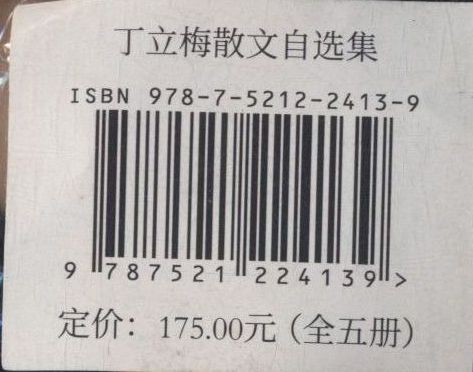 丁立梅散文自选集
ISBN 978-7-5212-2413-9
9 787521 224139 >
定价：175.00元（全五册）